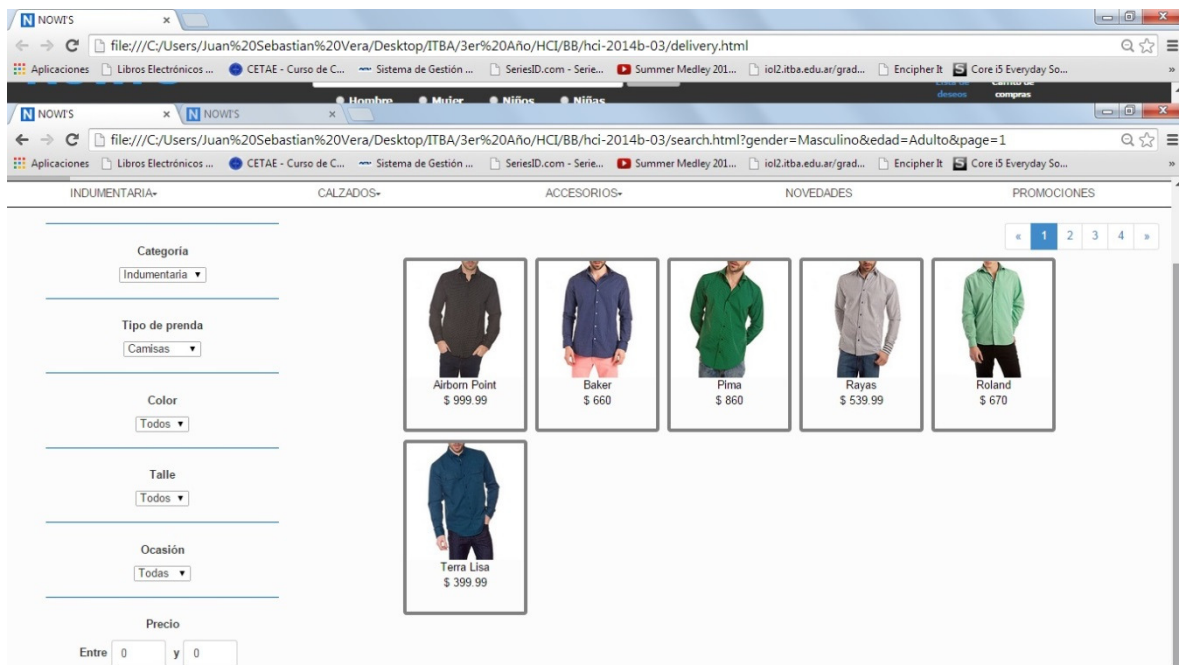 NOWI'S
file:///C:/Users/Juan%20Sebastian%20Vera/Desktop/ITBA/3er%20Año/HCI/BB/hci-2014b-03/delivery.html
Aplicaciones Libros Electrónicos ... CETAE - Curso de C... Sistema de Gestión ... SeriesID.com - Serie... Summer Medley 201... iol2.itba.edu.ar/grad... Encipher It Core i5 Everyday So... »
deseos compras
Hombre Mujer Niños Niñas
NOWI'S NOWI'S
file:///C:/Users/Juan%20Sebastian%20Vera/Desktop/ITBA/3er%20Año/HCI/BB/hci-2014b-03/search.html?gender=Masculino&edad=Adulto&page=1
Aplicaciones Libros Electrónicos ... CETAE - Curso de C... Sistema de Gestión ... SeriesID.com - Serie... Summer Medley 201... iol2.itba.edu.ar/grad... Encipher It Core i5 Everyday So... »
INDUMENTARIA CALZADOS ACCESORIOS NOVEDADES PROMOCIONES
« 1 2 3 4 »
Categoría
Indumentaria
Tipo de prenda
Camisas
Color
Todos
Talle
Todos
Ocasión
Todas
Precio
Entre 0 y 0
Airborn Point
$ 999.99
Baker
$ 660
Pima
$ 860
Rayas
$ 539.99
Roland
$ 670
Terra Lisa
$ 399.99